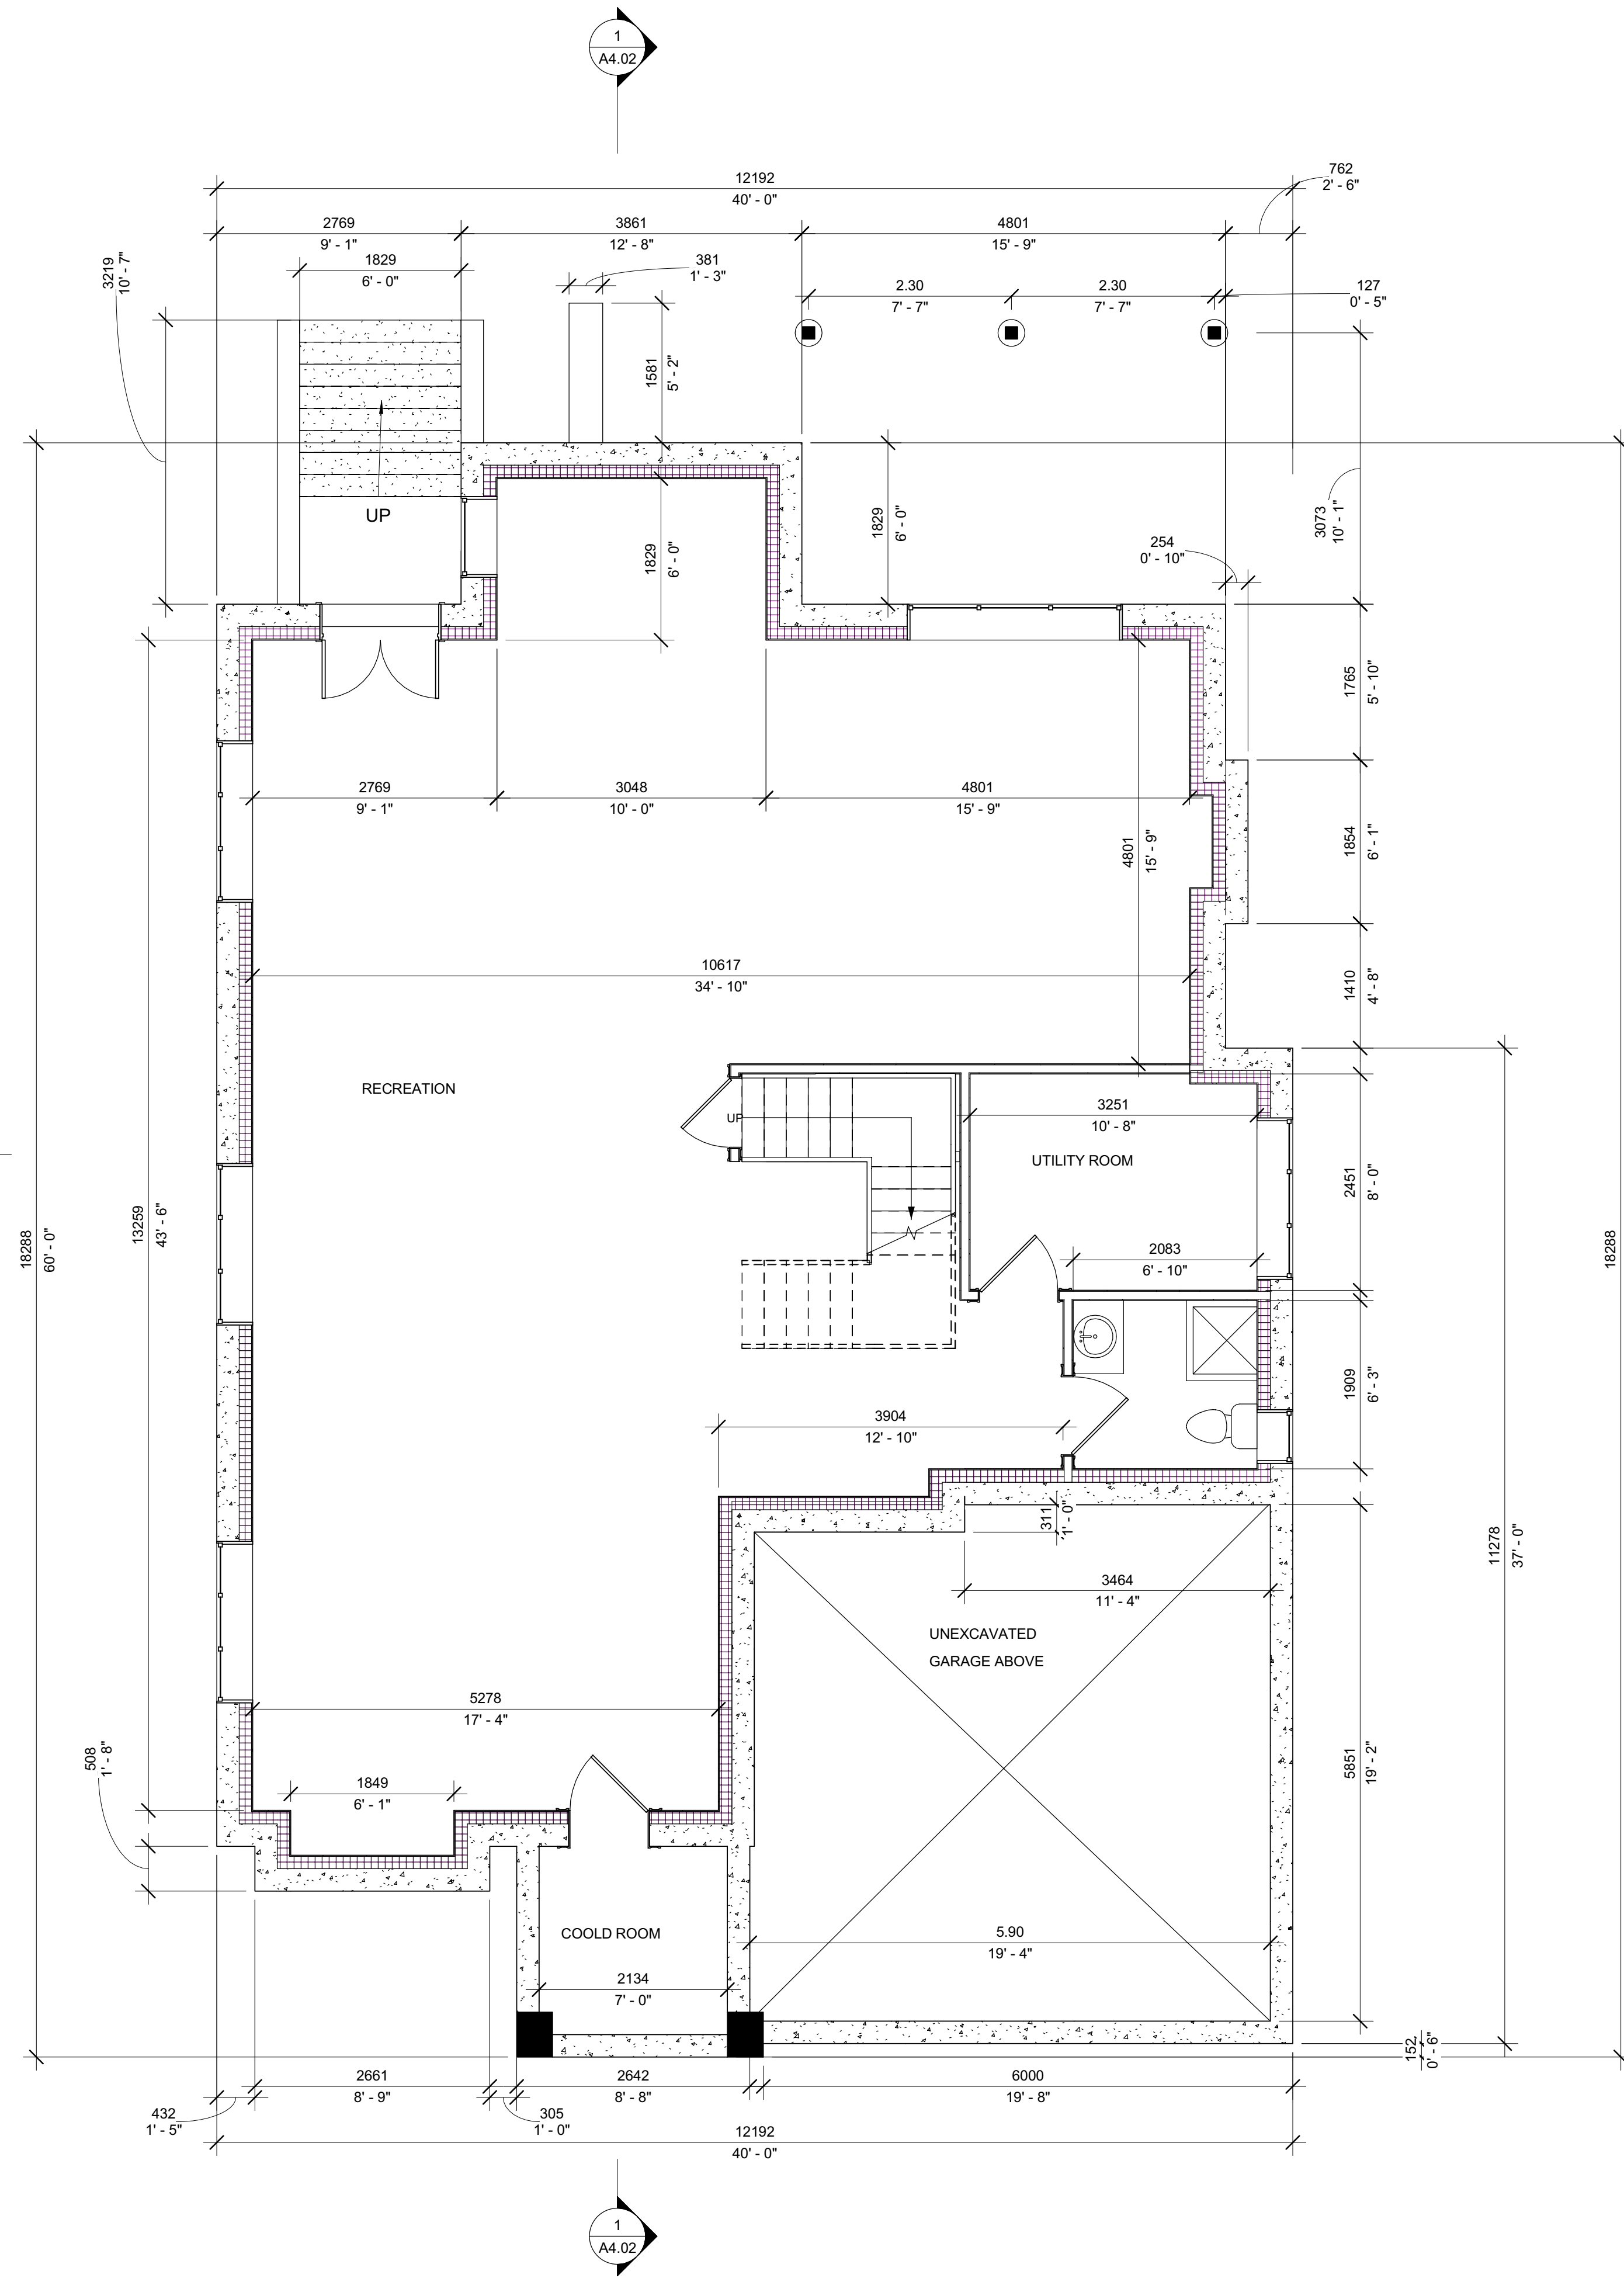 1
A4.02
12192
40' - 0"
762
2' - 6"
2769
9' - 1"
3861
12' - 8"
4801
15' - 9"
3219
10' - 7"
1829
6' - 0"
381
1' - 3"
2.30
7' - 7"
2.30
7' - 7"
127
0' - 5"
1581
5' - 2"
UP
1829
6' - 0"
1829
6' - 0"
254
0' - 10"
3073
10' - 1"
1765
5' - 10"
2769
9' - 1"
3048
10' - 0"
4801
15' - 9"
4801
15' - 9"
1854
6' - 1"
10617
34' - 10"
1410
4' - 8"
RECREATION
UP
3251
10' - 8"
UTILITY ROOM
2451
8' - 0"
18288
60' - 0"
13259
43' - 6"
2083
6' - 10"
18288
1909
6' - 3"
3904
12' - 10"
311
1' - 0"
3464
11' - 4"
11278
37' - 0"
UNEXCAVATED
GARAGE ABOVE
5278
17' - 4"
508
1' - 8"
1849
6' - 1"
5851
19' - 2"
COOLD ROOM
5.90
19' - 4"
2134
7' - 0"
152
0' - 6"
2661
8' - 9"
2642
8' - 8"
6000
19' - 8"
432
1' - 5"
305
1' - 0"
12192
40' - 0"
1
A4.02